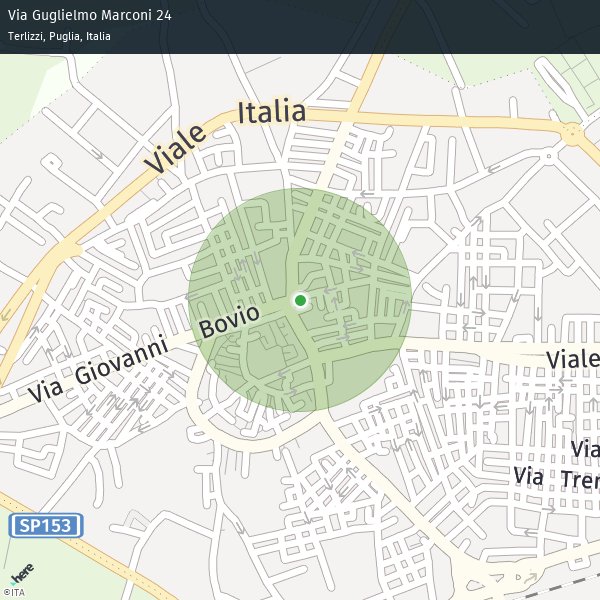 Via Guglielmo Marconi 24
Terlizzi, Puglia, Italia
Viale Italia
Via Giovanni Bovio
Viale
Via
Via Tren
SP153
here
©ITA